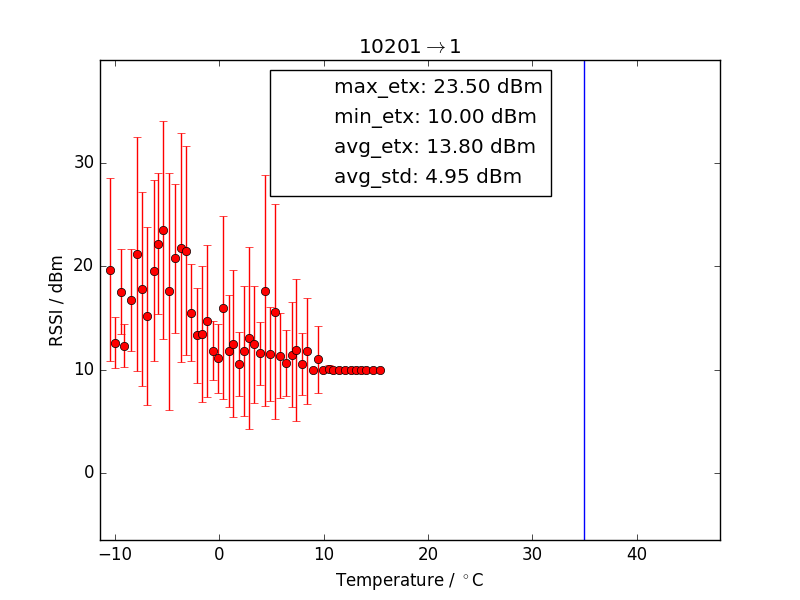 10201→1
max_etx: 23.50 dBm
min_etx: 10.00 dBm
avg_etx: 13.80 dBm
avg_std: 4.95 dBm
RSSI / dBm
30
20
10
0
−10 0 10 20 30 40
Temperature / °C